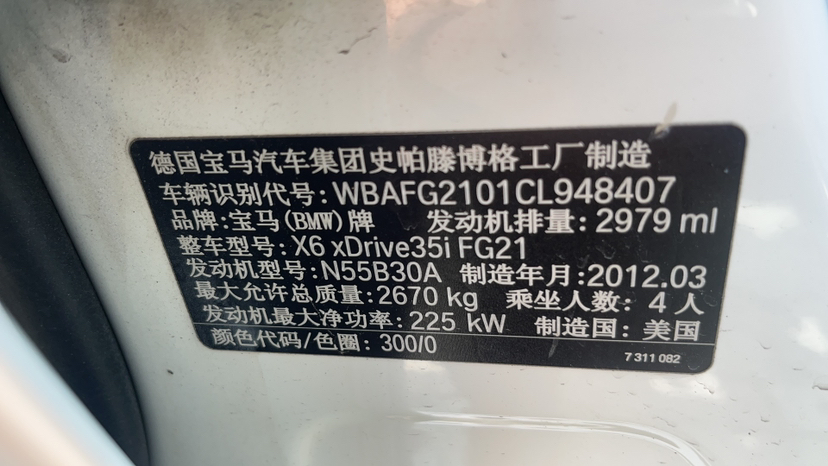 德国宝马汽车集团史帕滕博格工厂制造
车辆识别代号: WBAFG2101CL948407
品牌: 宝马(BMW)牌 发动机排量: 2979 ml
整车型号: X6 xDrive35i FG21
发动机型号: N55B30A 制造年月: 2012.03
最大允许总质量: 2670 kg 乘坐人数: 4 人
发动机最大净功率: 225 kW 制造国: 美国
颜色代码/色圈: 300/0 7 311 082